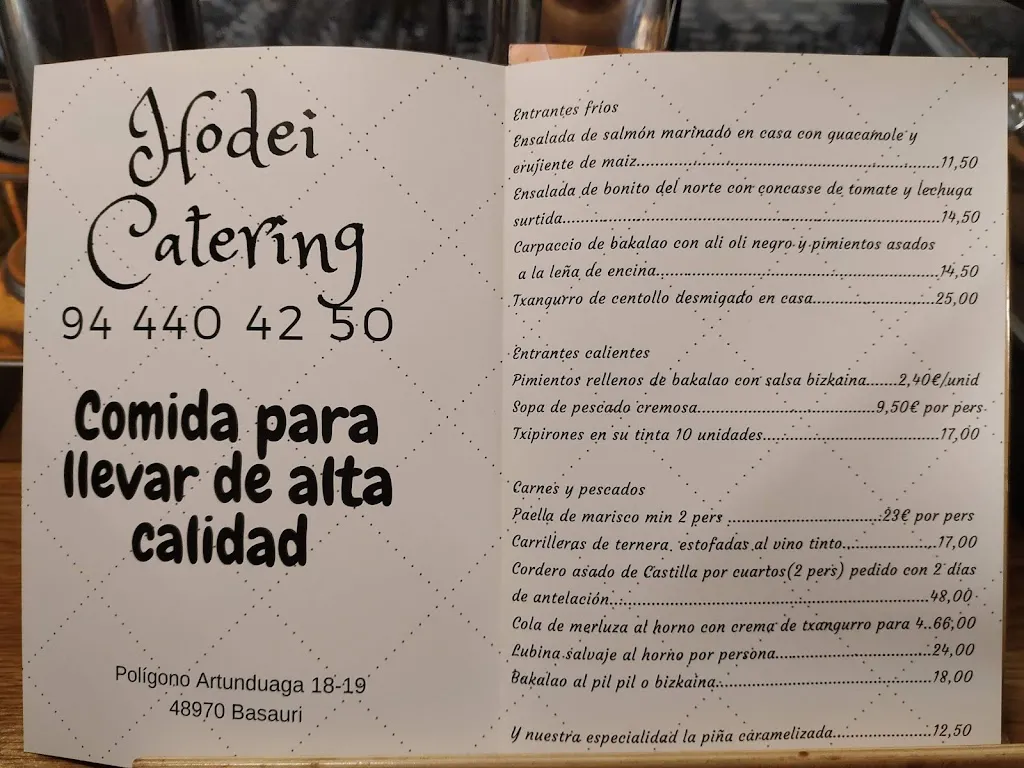 Hodei
Catering
94 440 42 50
Comida para
llevar de alta
calidad
Polígono Artunduaga 18-19
48970 Basauri
Entrantes fríos
Ensalada de salmón marinado en casa con guacamole y
crujiente de maiz.......................................................11,50
Ensalada de bonito del norte con concasse de tomate y lechuga
surtida.......................................................................14,50
Carpaccio de bakalao con ali oli negro y pimientos asados
a la leña de encina.....................................................14,50
Txangurro de centollo desmigado en casa.......................25,00
Entrantes calientes
Pimientos rellenos de bakalao con salsa bizkaina......2,40€/unid
Sopa de pescado cremosa...................................9,50€ por pers
Txipirones en su tinta 10 unidades.................................17,00
Carnes y pescados
Paella de marisco min 2 pers ..............................23€ por pers
Carrilleras de ternera estofadas al vino tinto..................17,00
Cordero asado de Castilla por cuartos(2 pers) pedido con 2 días
de antelación..............................................................48,00
Cola de merluza al horno con crema de txangurro para 4..66,00
Lubina salvaje al horno por persona..............................24,00
Bakalao al pil pil o bizkaina..........................................18,00
Y nuestra especialidad la piña caramelizada...................12,50